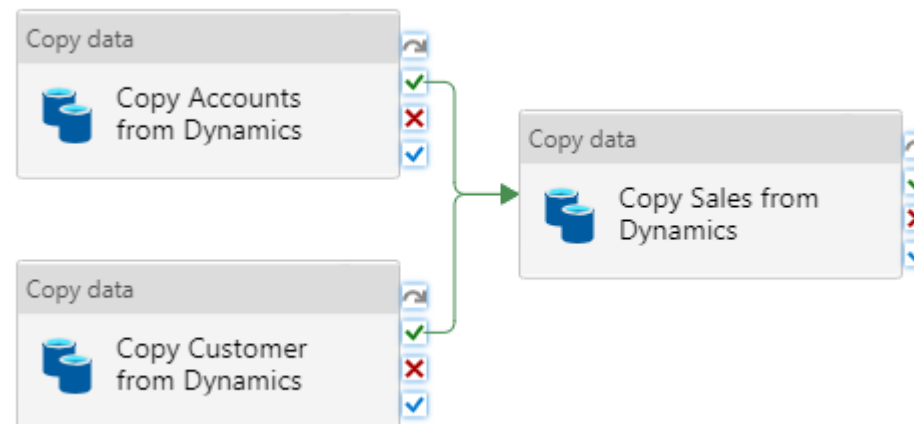 Copy data
Copy Accounts
from Dynamics
Copy data
Copy Sales from
Dynamics
Copy data
Copy Customer
from Dynamics